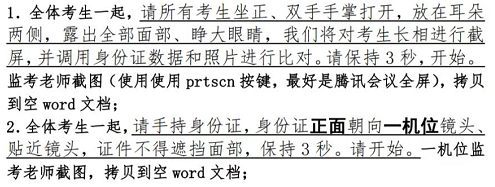 1. 全体考生一起，请所有考生坐正、双手手掌打开，放在耳朵
两侧，露出全部面部、睁大眼睛，我们将对考生长相进行截
屏，并调用身份证数据和照片进行比对。请保持 3 秒，开始。
监考老师截图（使用使用 prtscn 按键，最好是腾讯会议全屏），拷贝
到空 word 文档；
2. 全体考生一起，请手持身份证，身份证正面朝向一机位镜头、
贴近镜头，证件不得遮挡面部，保持 3 秒。请开始。一机位监
考老师截图，拷贝到空 word 文档；